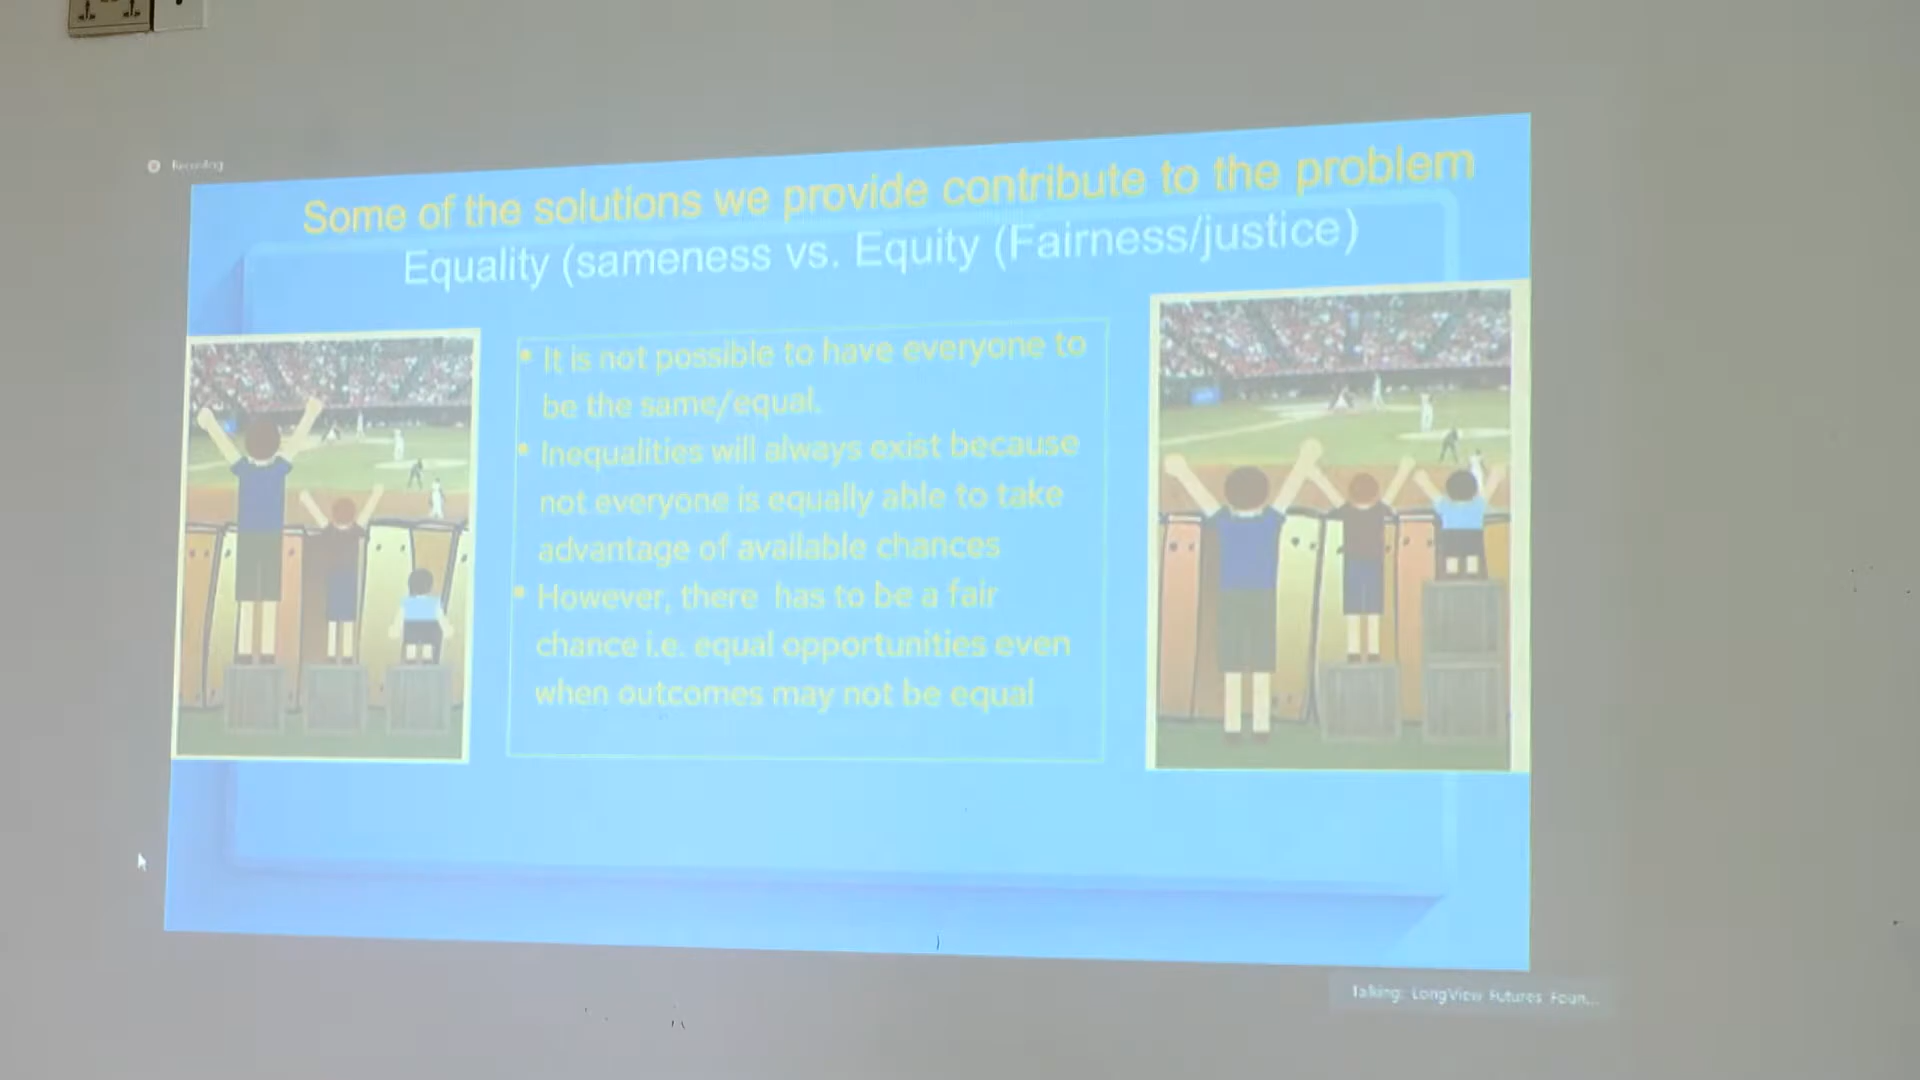 Recording
Some of the solutions we provide contribute to the problem
Equality (sameness vs. Equity (Fairness/justice)
• It is not possible to have everyone to
be the same/equal.
• Inequalities will always exist because
not everyone is equally able to take
advantage of available chances
• However, there has to be a fair
chance i.e. equal opportunities even
when outcomes may not be equal
Talking: LongView Futures Foun...